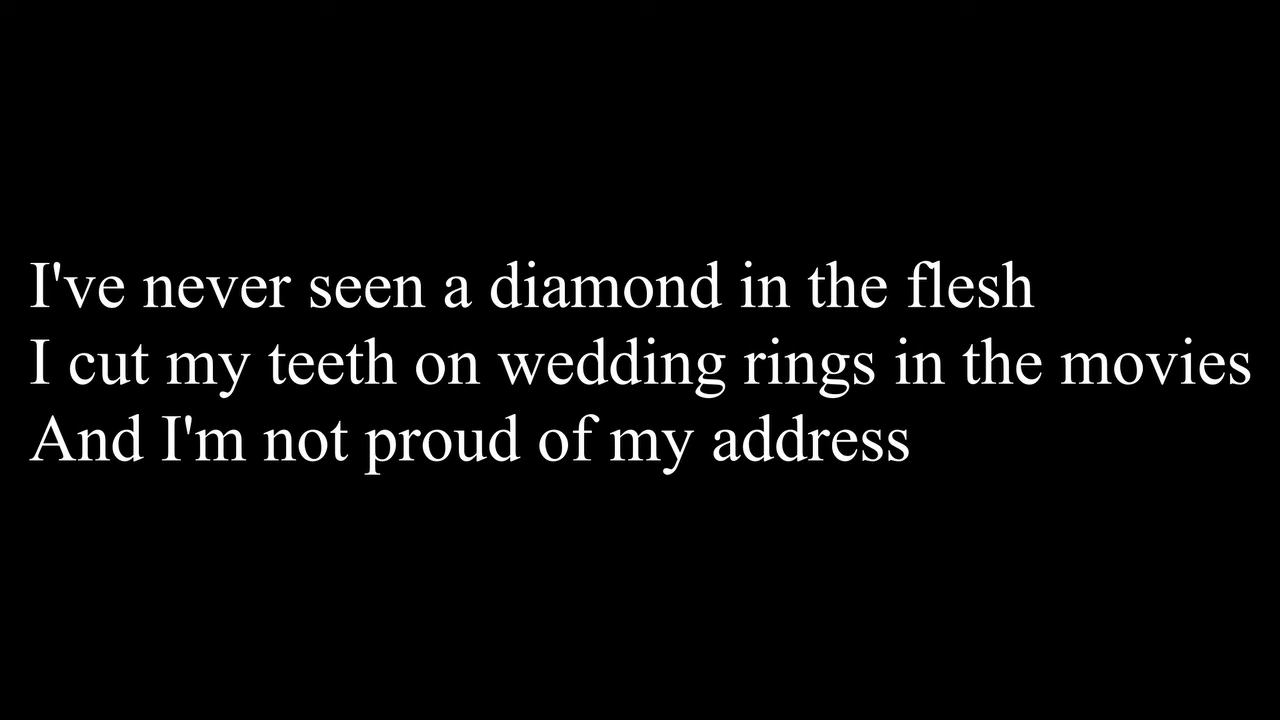 I've never seen a diamond in the flesh
I cut my teeth on wedding rings in the movies
And I'm not proud of my address